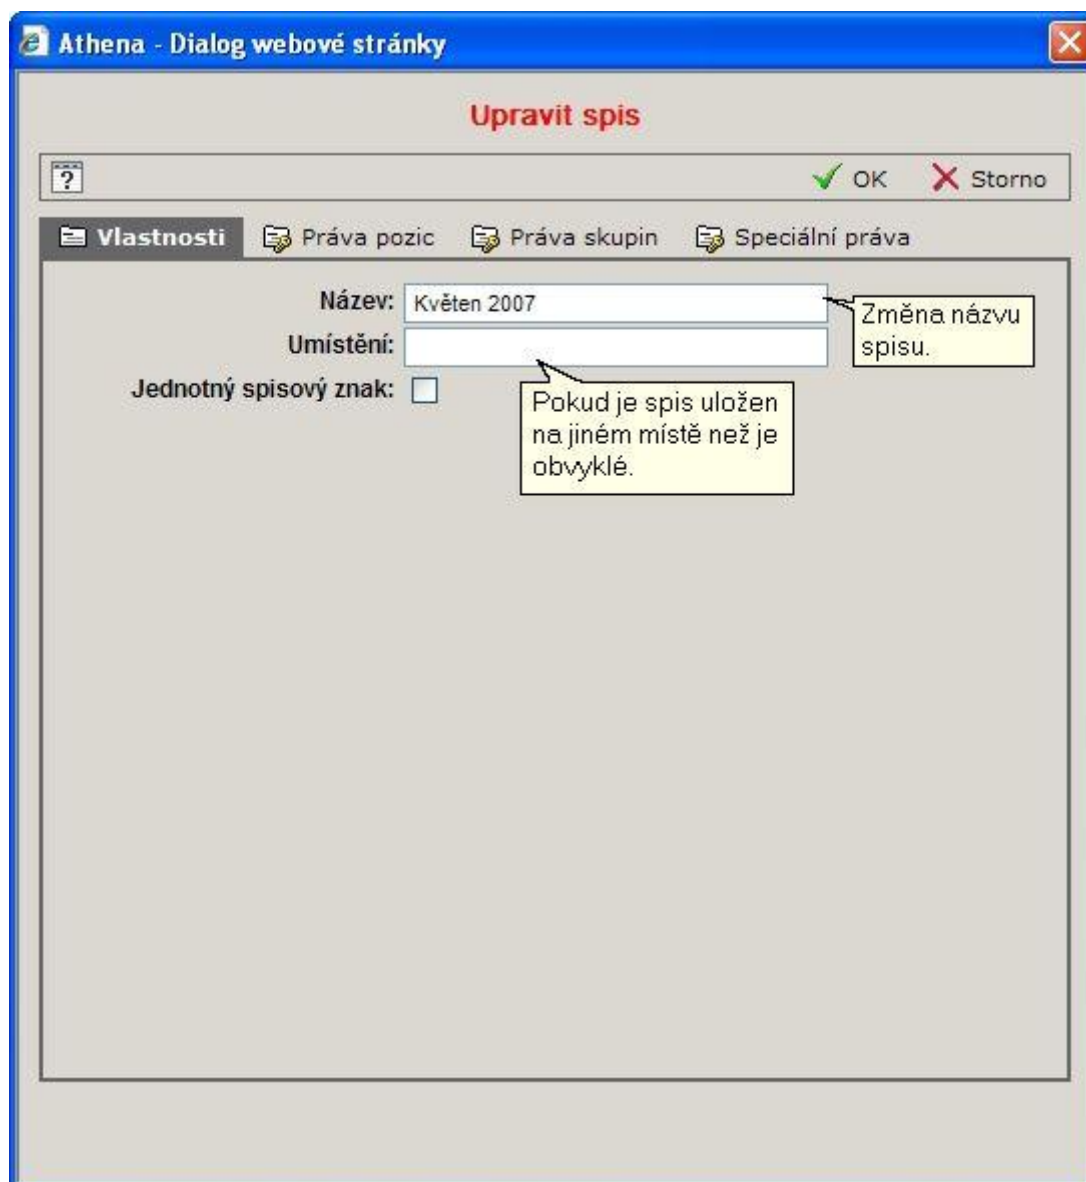 Athena - Dialog webové stránky
Upravit spis
? OK Storno
Vlastnosti Práva pozic Práva skupin Speciální práva
Název: Květen 2007
Změna názvu
spisu.
Umístění:
Jednotný spisový znak:
Pokud je spis uložen
na jiném místě než je
obvyklé.